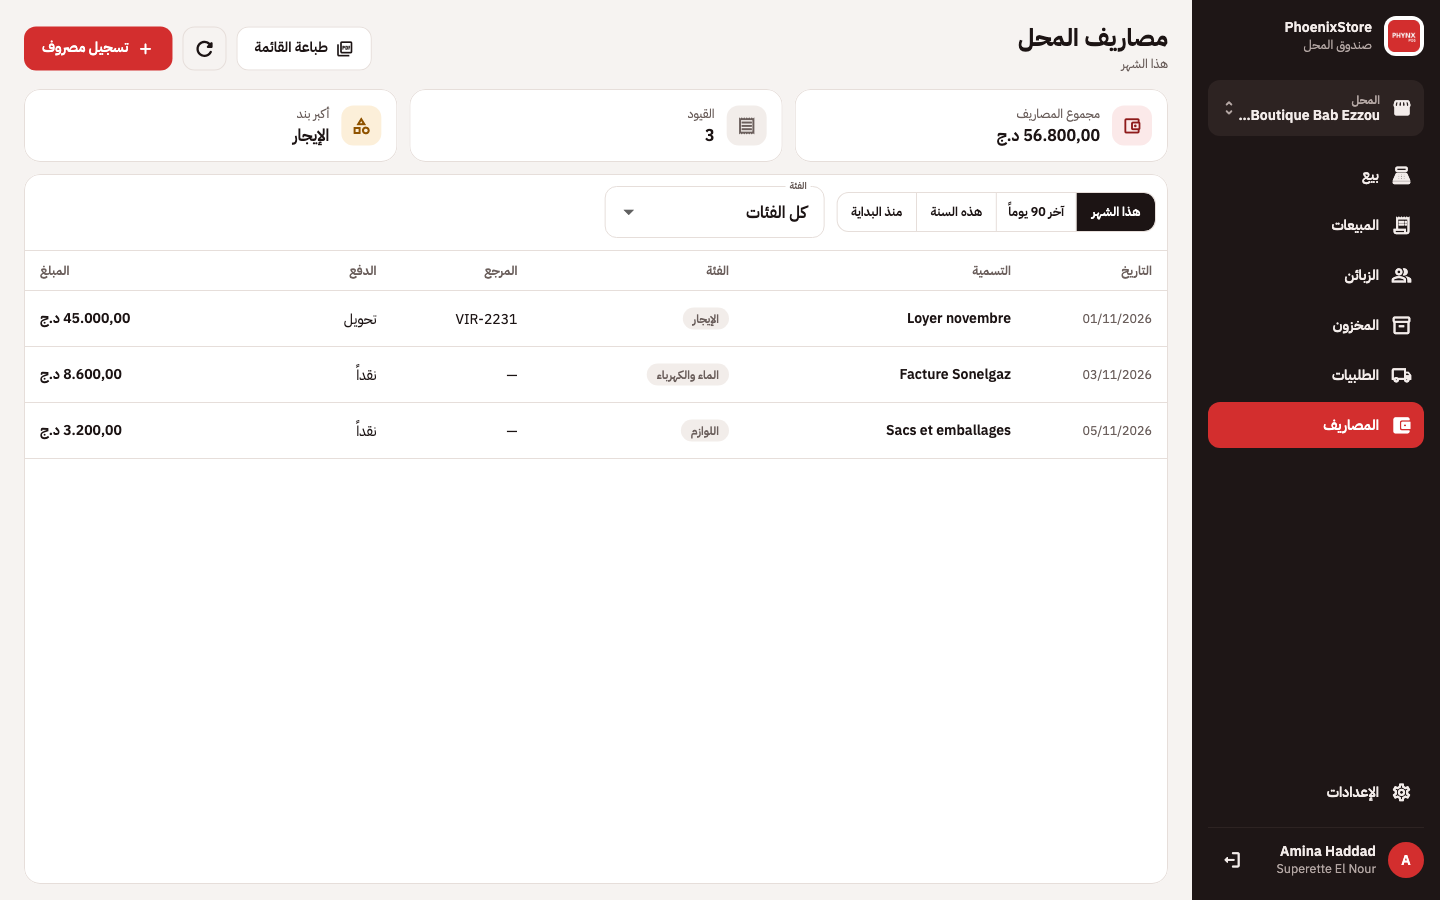 PhoenixStore
صندوق المحل
PHYNX
المحل
Boutique Bab Ezzou...
بيع
المبيعات
الزبائن
المخزون
الطلبيات
المصاريف
الإعدادات
Amina Haddad
Superette El Nour
A
مصاريف المحل
هذا الشهر
طباعة القائمة
تسجيل مصروف
مجموع المصاريف
56.800,00 د.ج
القيود
3
أكبر بند
الإيجار
هذا الشهر
آخر 90 يوماً
هذه السنة
منذ البداية
الفئة
كل الفئات
التاريخ التسمية الفئة المرجع الدفع المبلغ
01/11/2026 Loyer novembre الإيجار VIR-2231 تحويل 45.000,00 د.ج
03/11/2026 Facture Sonelgaz الماء والكهرباء — نقداً 8.600,00 د.ج
05/11/2026 Sacs et emballages اللوازم — نقداً 3.200,00 د.ج